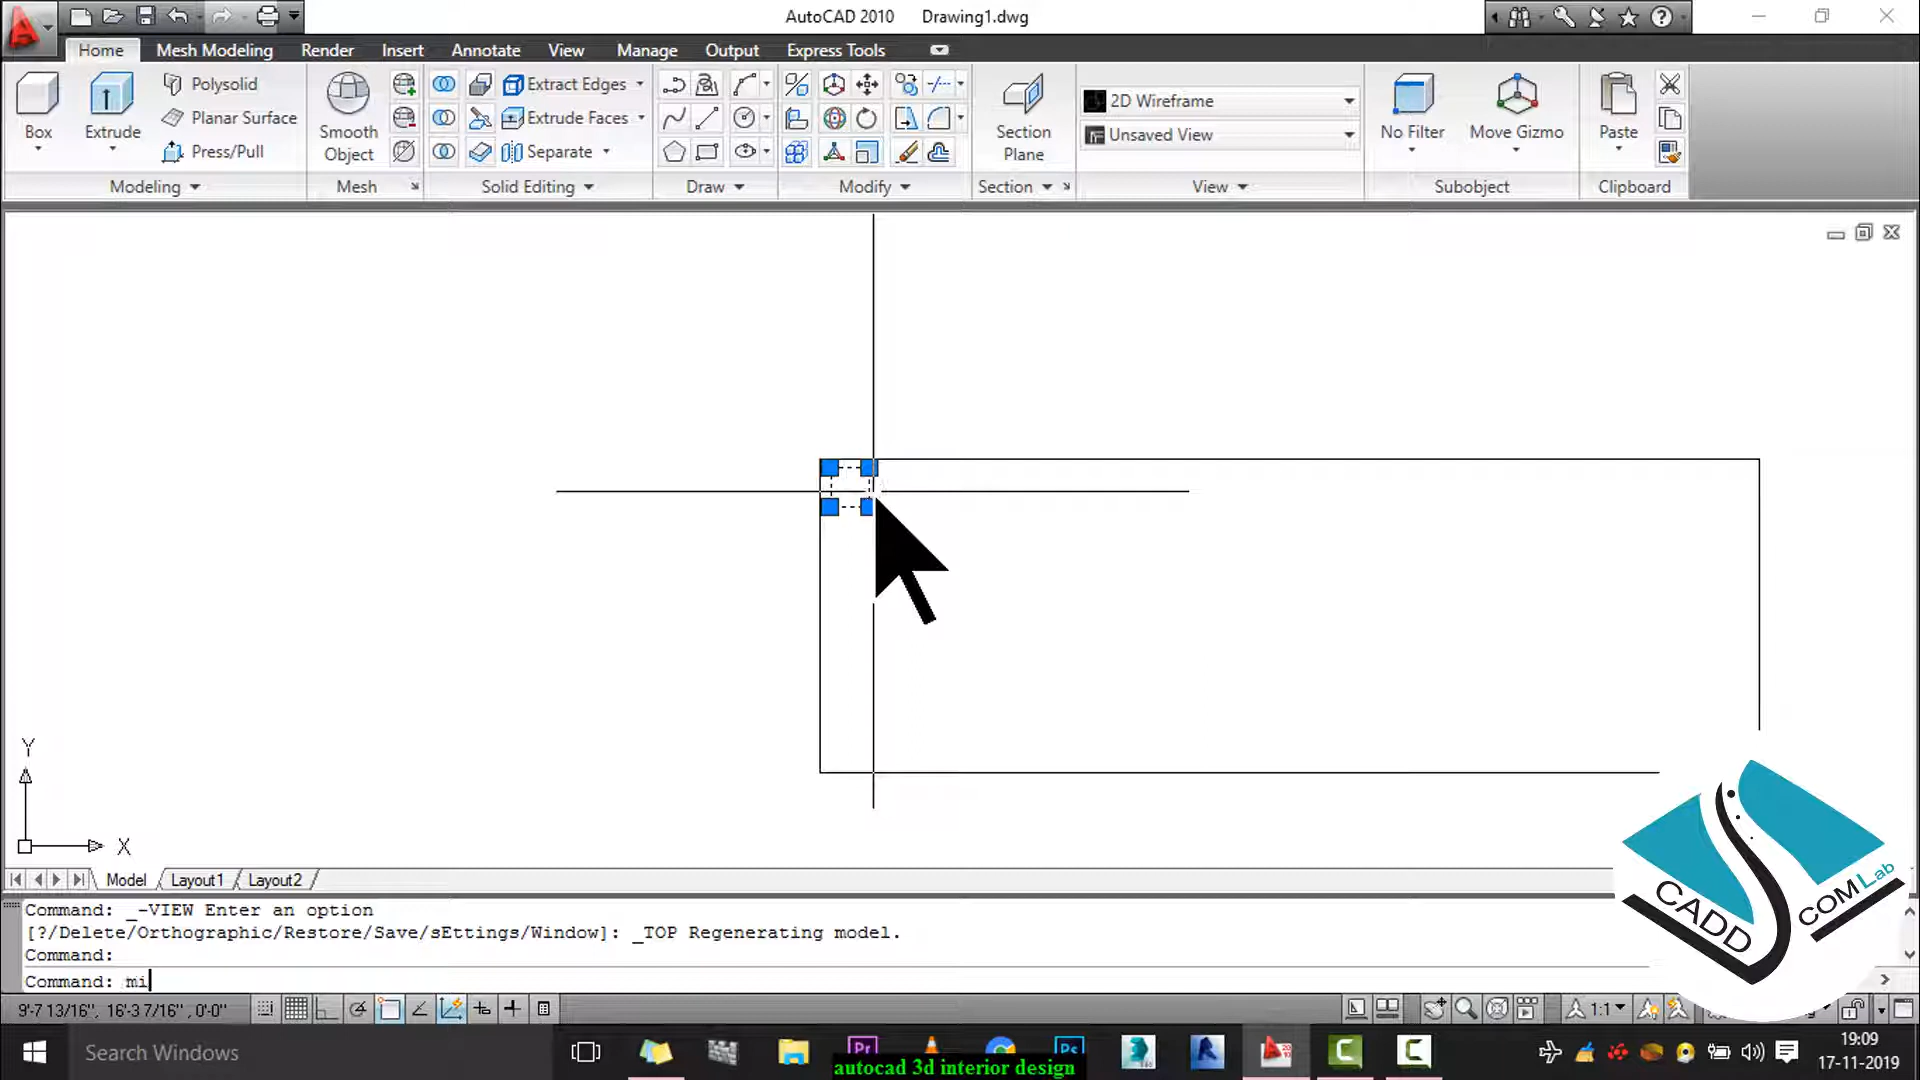 AutoCAD 2010 Drawing1.dwg
Home Mesh Modeling Render Insert Annotate View Manage Output Express Tools
Polysolid
Planar Surface
Press/Pull
Box
Extrude
Smooth
Object
Extract Edges
Extrude Faces
Separate
Section
Plane
2D Wireframe
Unsaved View
No Filter
Move Gizmo
Paste
Modeling Mesh Solid Editing Draw Modify Section View Subobject Clipboard
Y
X
Model Layout1 Layout2
Command: _-VIEW Enter an option
[?/Delete/Orthographic/Restore/Save/sEttings/Window]: _TOP Regenerating model.
Command:
Command: mi
CADD
COM Lab
9'-7 13/16", 16'-3 7/16" ,0'-0"
1:1
Search Windows
Pr
Ps
autocad 3d interior design
19:09
17-11-2019